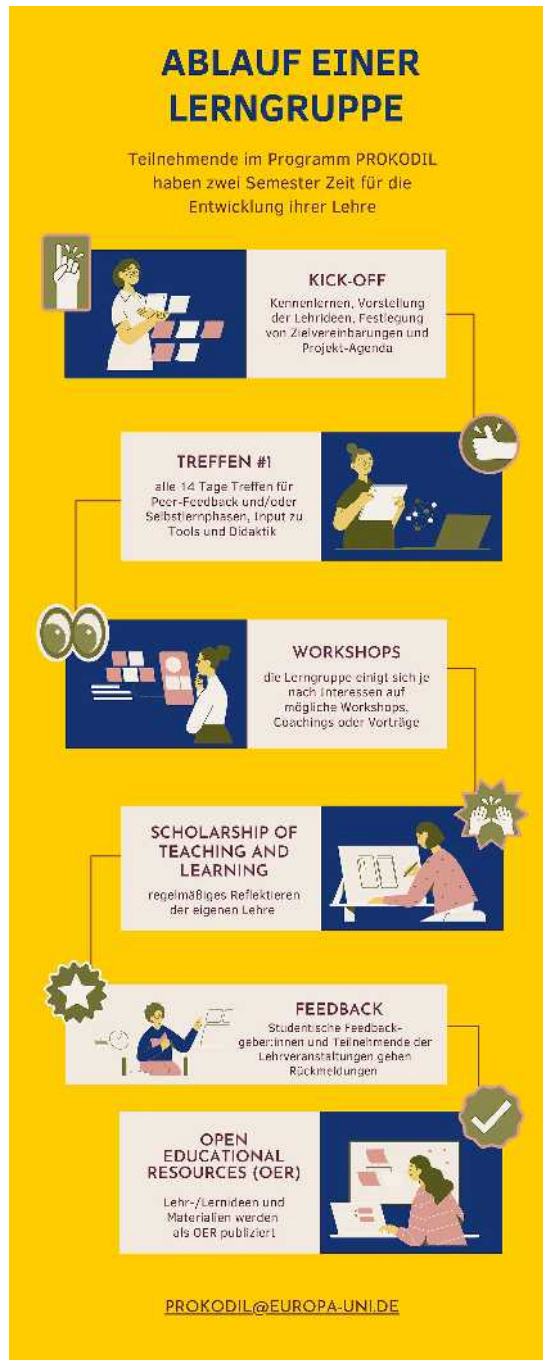 ABLAUF EINER
LERNGRUPPE
Teilnehmende im Programm PROKODIL
haben zwei Semester Zeit für die
Entwicklung ihrer Lehre
KICK-OFF
Kennenlernen, Vorstellung
der Lehrideen, Festlegung
von Zielvereinbarungen und
Projekt-Agenda
TREFFEN #1
alle 14 Tage Treffen für
Peer-Feedback und/oder
Selbstlernphasen, Input zu
Tools und Didaktik
WORKSHOPS
die Lerngruppe einigt sich je
nach Interessen auf
mögliche Workshops,
Coachings oder Vorträge
SCHOLARSHIP OF
TEACHING AND
LEARNING
regelmäßiges Reflektieren
der eigenen Lehre
FEEDBACK
Studentische Feedback-
geber:innen und Teilnehmende der
Lehrveranstaltungen geben
Rückmeldungen
OPEN
EDUCATIONAL
RESOURCES (OER)
Lehr-/Lernideen und
Materialien werden
als OER publiziert
PROKODIL@EUROPA-UNI.DE